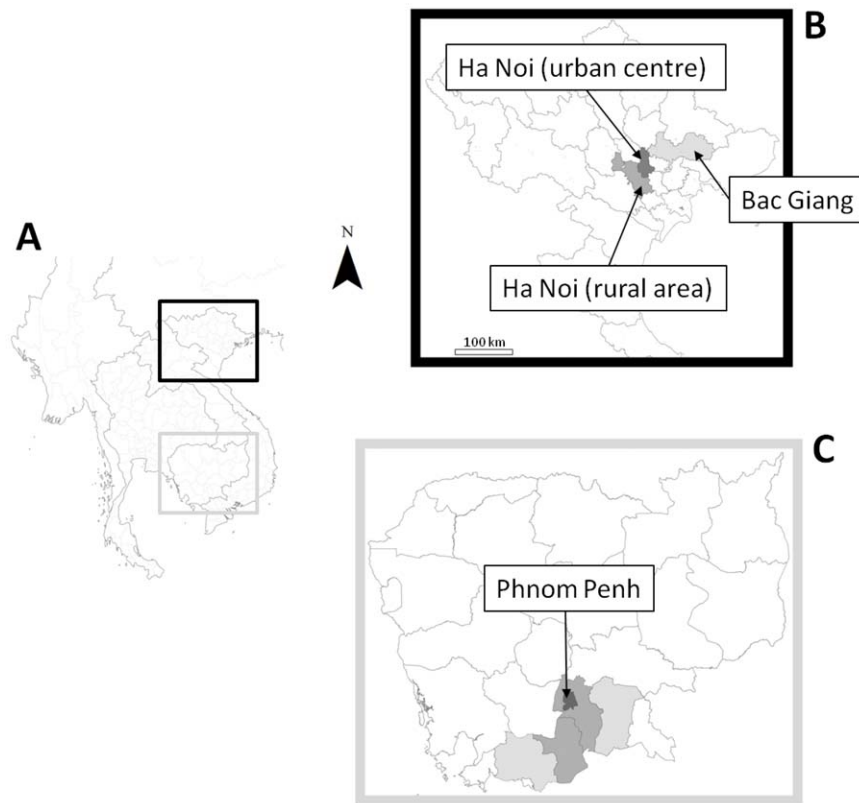 B
Ha Noi (urban centre)
Bac Giang
A
N
Ha Noi (rural area)
100 km
C
Phnom Penh